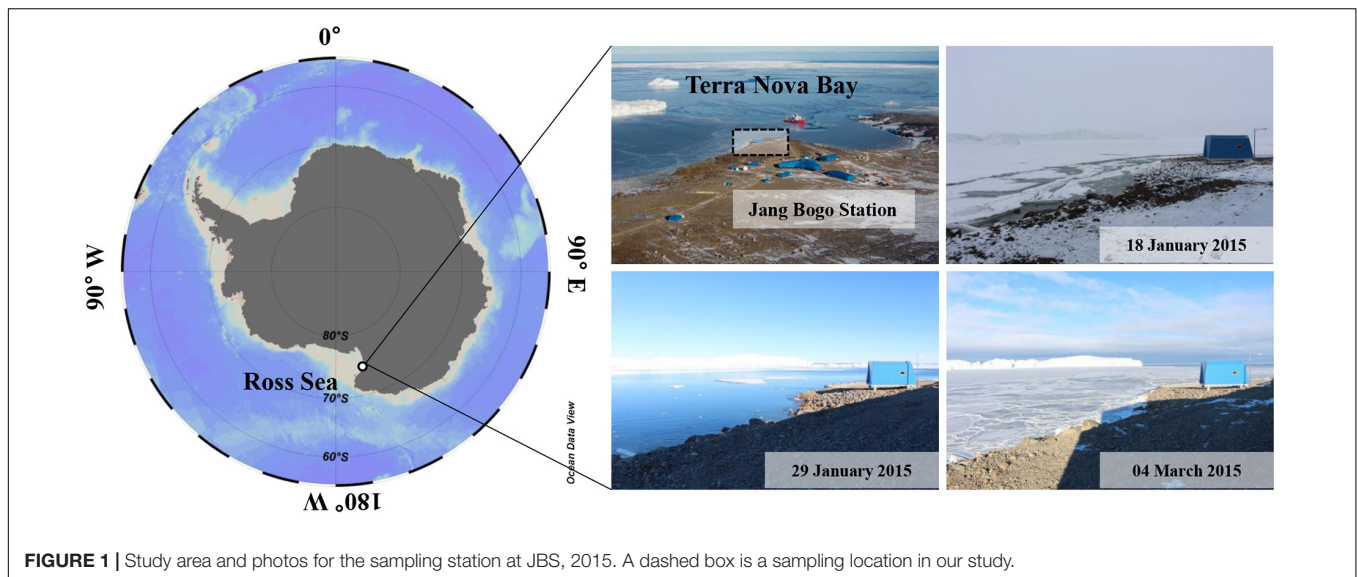 0°
90° W
90° E
180° W
80°S
70°S
60°S
Ross Sea
Ocean Data View
Terra Nova Bay
Jang Bogo Station
18 January 2015
29 January 2015
04 March 2015
FIGURE 1 | Study area and photos for the sampling station at JBS, 2015. A dashed box is a sampling location in our study.